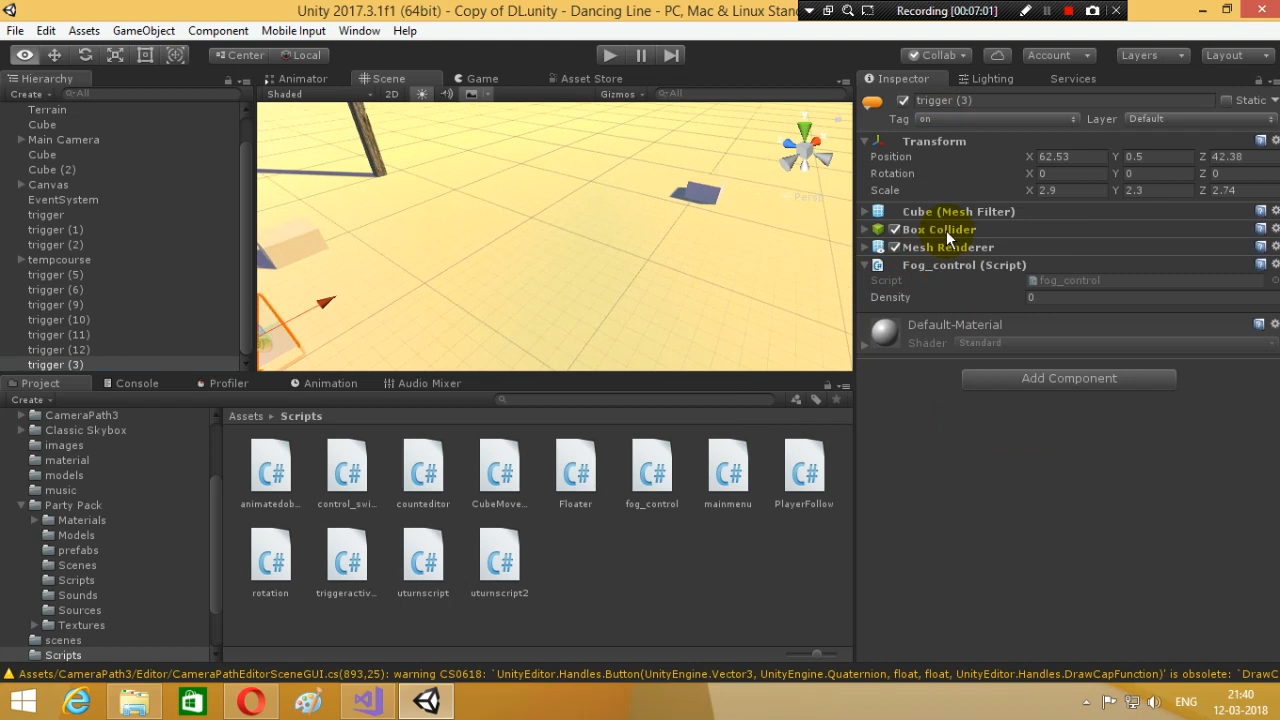 Unity 2017.3.1f1 (64bit) - Copy of DL.unity - Dancing Line - PC, Mac & Linux Stan
Recording [00:07:01]
File Edit Assets GameObject Component Mobile Input Window Help
Center Local Collab Account Layers Layout
Hierarchy Animator Scene Game Asset Store Inspector Lighting Services
Create All Shaded 2D Gizmos All
trigger (3) Static
Tag on Layer Default
Terrain
Cube
Main Camera
Cube
Cube (2)
Canvas
EventSystem
trigger
trigger (1)
trigger (2)
tempcourse
trigger (5)
trigger (6)
trigger (9)
trigger (10)
trigger (11)
trigger (12)
trigger (3)
Persp
Transform
Position X 62.53 Y 0.5 Z 42.38
Rotation X 0 Y 0 Z 0
Scale X 2.9 Y 2.3 Z 2.74
Cube (Mesh Filter)
Box Collider
Mesh Renderer
Fog_control (Script)
Script fog_control
Density 0
Default-Material
Shader Standard
Add Component
Project Console Profiler Animation Audio Mixer
Create
CameraPath3
Classic Skybox
images
material
models
music
Party Pack
Materials
Models
prefabs
Scenes
Scripts
Sounds
Sources
Textures
scenes
Scripts
Assets Scripts
animatedob... control_swi... counteditor CubeMove... Floater fog_control mainmenu PlayerFollow
rotation triggeractiv... uturnscript uturnscript2
Assets/CameraPath3/Editor/CameraPathEditorSceneGUI.cs(893,25): warning CS0618: `UnityEditor.Handles.Button(UnityEngine.Vector3, UnityEngine.Quaternion, float, float, UnityEditor.Handles.DrawCapFunction)' is obsolete: `DrawC
ENG
21:40
12-03-2018